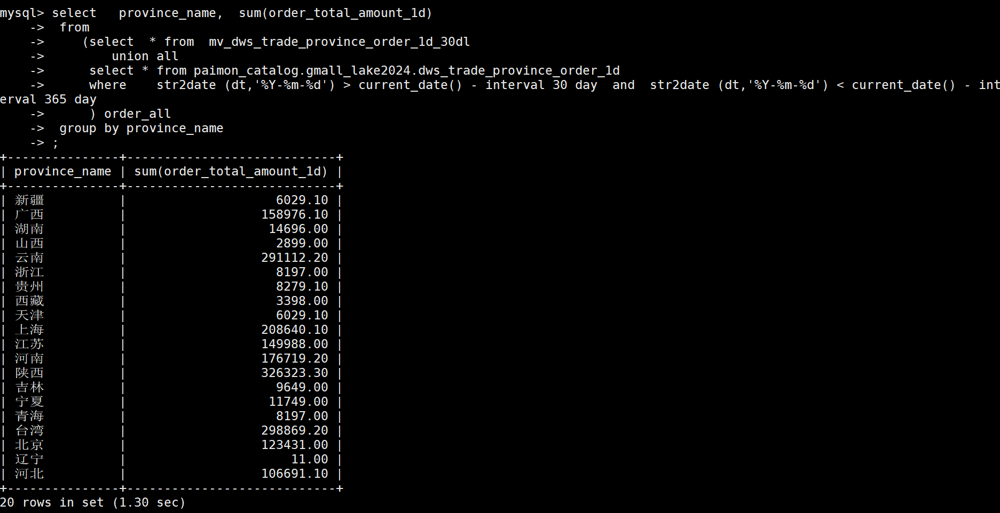 mysql> select   province_name,  sum(order_total_amount_1d)
    ->  from
    ->     (select  * from  mv_dws_trade_province_order_1d_30dl
    ->         union all
    ->      select * from paimon_catalog.gmall_lake2024.dws_trade_province_order_1d
    ->      where    str2date (dt,'%Y-%m-%d') > current_date() - interval 30 day  and  str2date (dt,'%Y-%m-%d') < current_date() - int
erval 365 day
    ->      ) order_all
    ->  group by province_name
    -> ;
+---------------+----------------------------+
| province_name | sum(order_total_amount_1d) |
+---------------+----------------------------+
| 新疆          |                    6029.10 |
| 广西          |                  158976.10 |
| 湖南          |                   14696.00 |
| 山西          |                    2899.00 |
| 云南          |                  291112.20 |
| 浙江          |                    8197.00 |
| 贵州          |                    8279.10 |
| 西藏          |                    3398.00 |
| 天津          |                    6029.10 |
| 上海          |                  208640.10 |
| 江苏          |                  149988.00 |
| 河南          |                  176719.20 |
| 陕西          |                  326323.30 |
| 吉林          |                    9649.00 |
| 宁夏          |                   11749.00 |
| 青海          |                    8197.00 |
| 台湾          |                  298869.20 |
| 北京          |                  123431.00 |
| 辽宁          |                      11.00 |
| 河北          |                  106691.10 |
+---------------+----------------------------+
20 rows in set (1.30 sec)